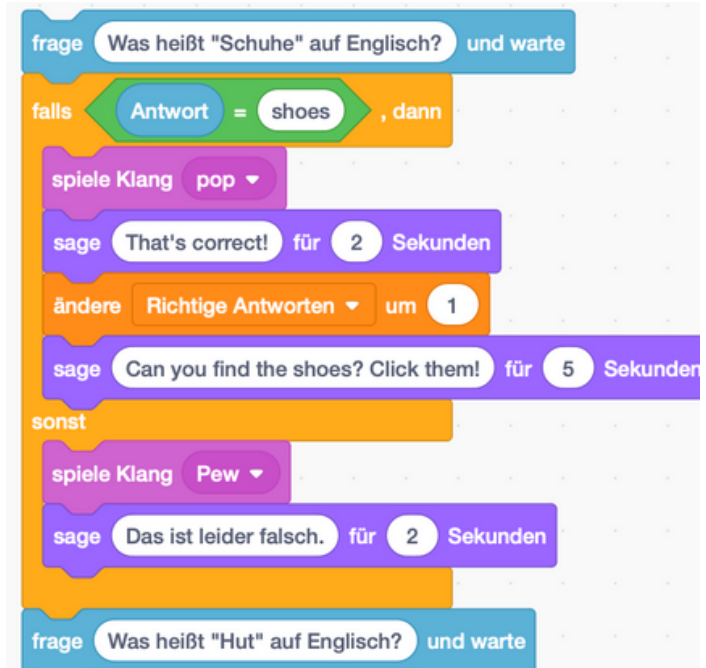 frage Was heißt "Schuhe" auf Englisch? und warte
falls Antwort = shoes , dann
spiele Klang pop
sage That's correct! für 2 Sekunden
ändere Richtige Antworten um 1
sage Can you find the shoes? Click them! für 5 Sekunden
sonst
spiele Klang Pew
sage Das ist leider falsch. für 2 Sekunden
frage Was heißt "Hut" auf Englisch? und warte